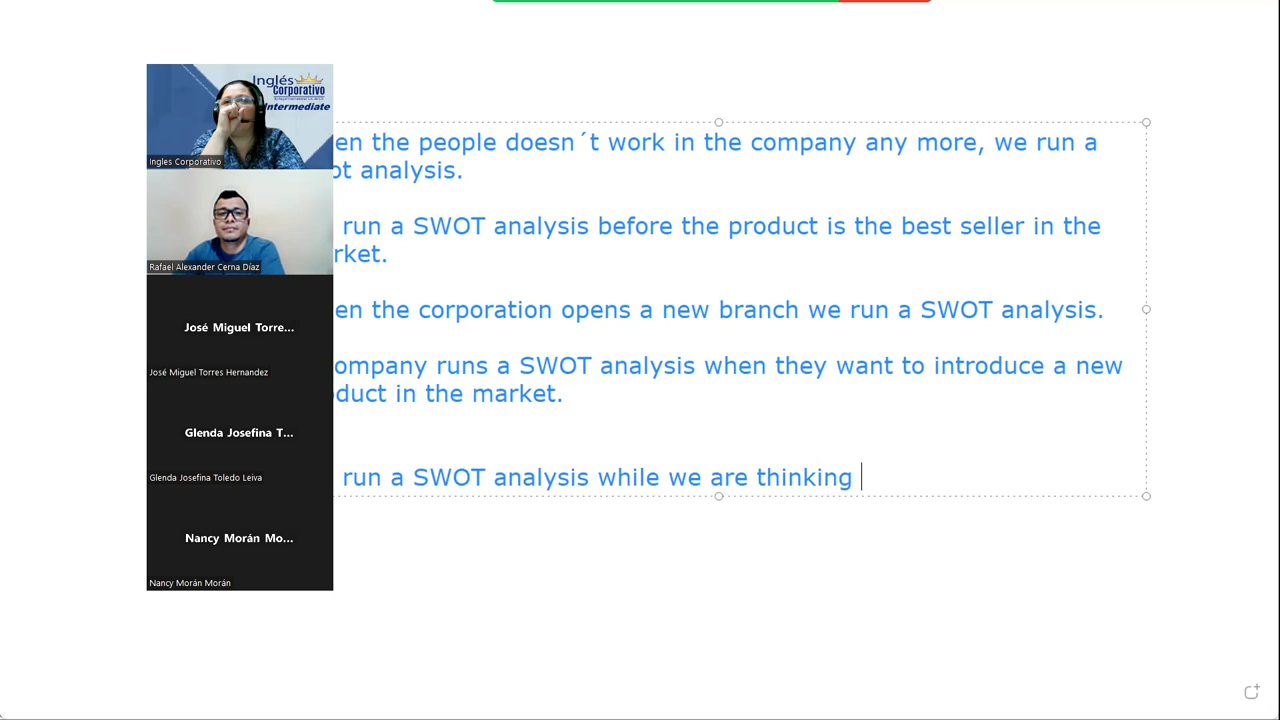 Inglés
Corporativo
Intermediate
Ingles Corporativo
Rafael Alexander Cerna Díaz
José Miguel Torre...
José Miguel Torres Hernandez
Glenda Josefina T...
Glenda Josefina Toledo Leiva
Nancy Morán Mo...
Nancy Morán Morán
en the people doesn´t work in the company any more, we run a
ot analysis.
run a SWOT analysis before the product is the best seller in the
rket.
en the corporation opens a new branch we run a SWOT analysis.
ompany runs a SWOT analysis when they want to introduce a new
duct in the market.
run a SWOT analysis while we are thinking